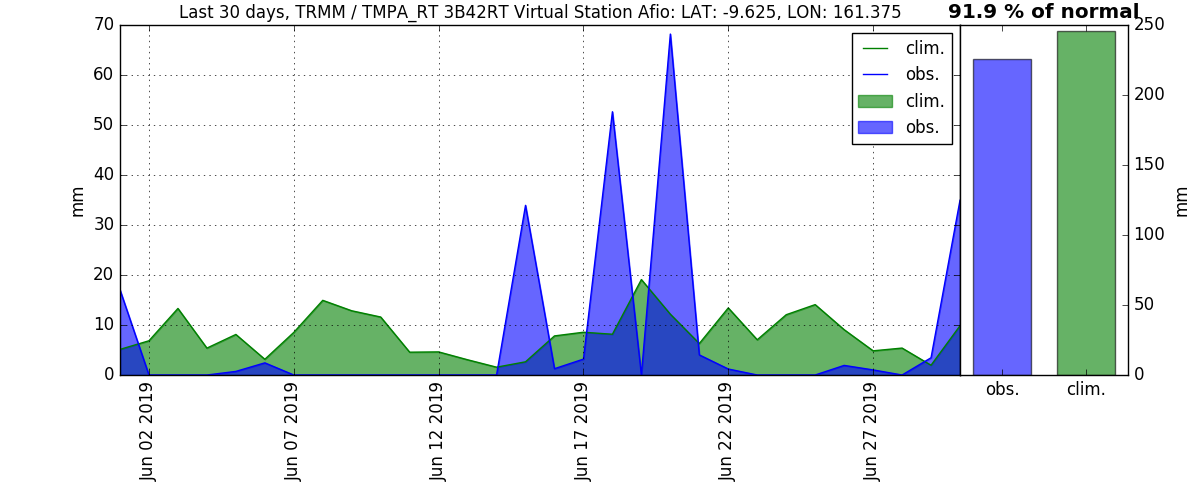 Last 30 days, TRMM / TMPA_RT 3B42RT Virtual Station Afio: LAT: -9.625, LON: 161.375
91.9 % of normal
70
60
50
40
30
20
10
0
mm
clim.
obs.
clim.
obs.
Jun 02 2019
Jun 07 2019
Jun 12 2019
Jun 17 2019
Jun 22 2019
Jun 27 2019
250
200
150
100
50
0
mm
obs.
clim.